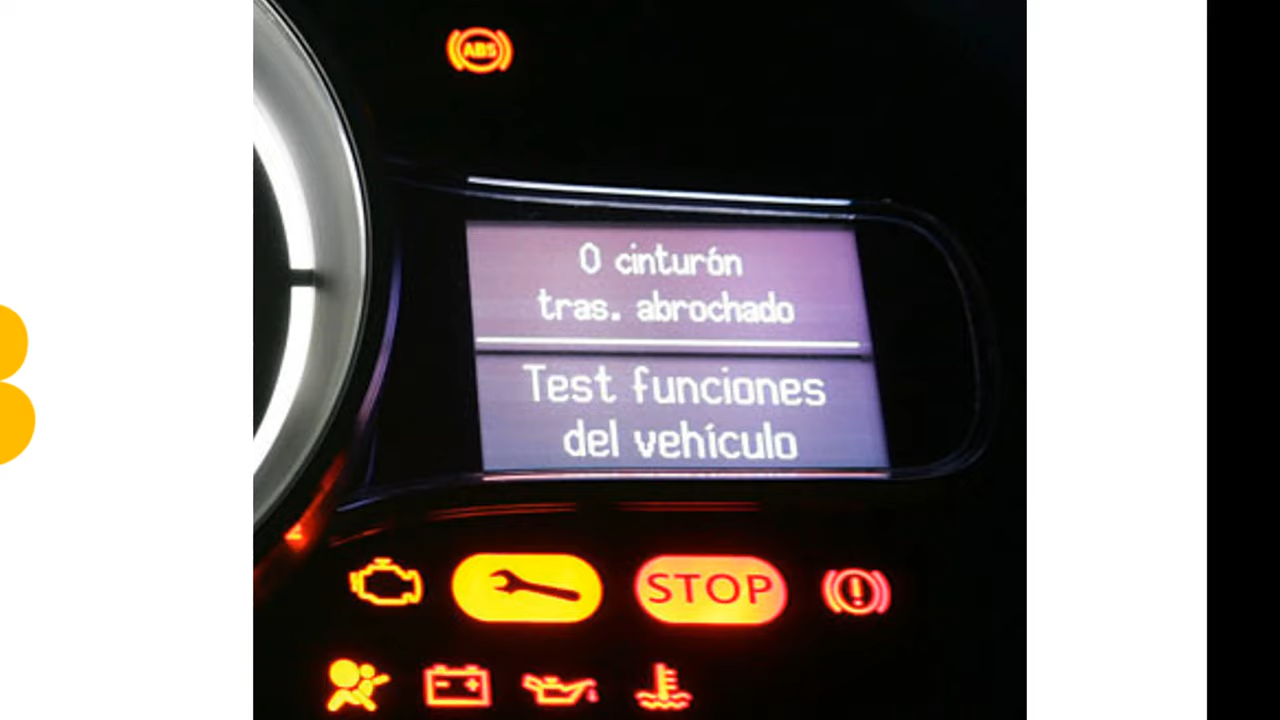 ABS
0 cinturón
tras. abrochado
Test funciones
del vehículo
STOP